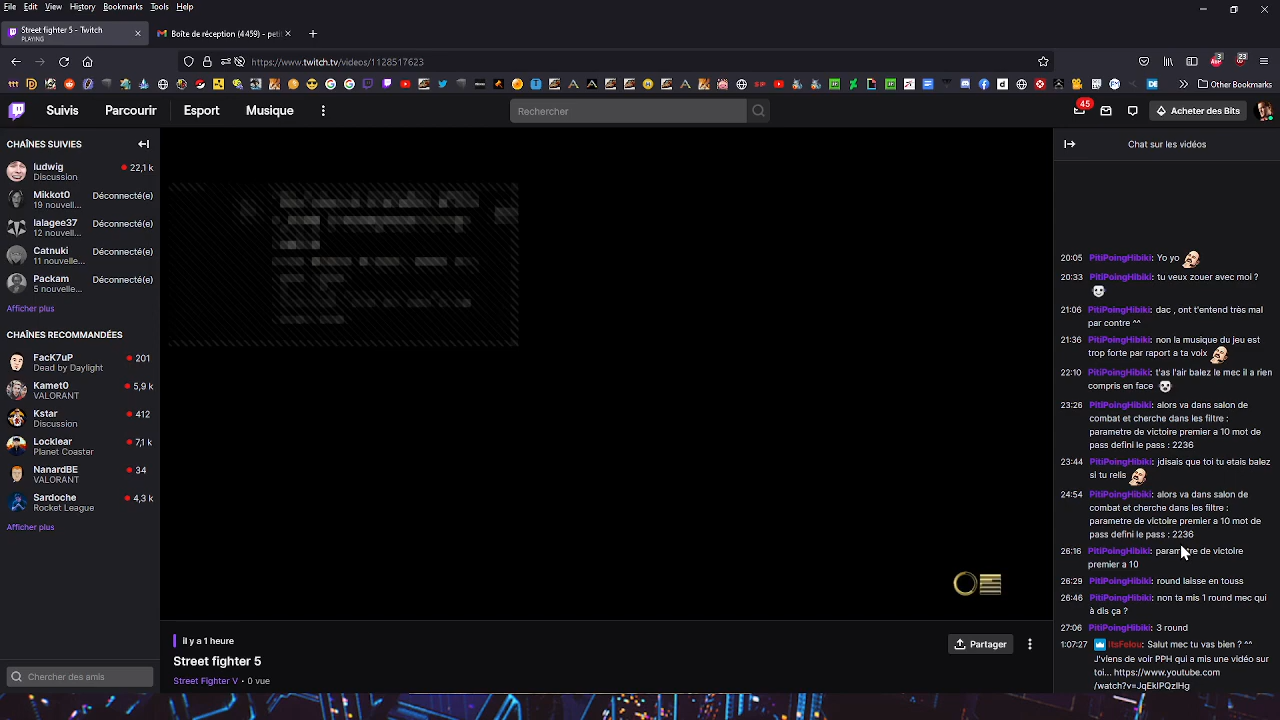 File Edit View History Bookmarks Tools Help
Street fighter 5 - Twitch
PLAYING
Boîte de réception (4459) - peti
https://www.twitch.tv/videos/1128517623
Other Bookmarks
Suivis Parcourir Esport Musique
Rechercher
45
Acheter des Bits
CHAÎNES SUIVIES
ludwig 22,1 k
Discussion
Mikkot0 Déconnecté(e)
19 nouvell...
lalagee37 Déconnecté(e)
12 nouvell...
Catnuki Déconnecté(e)
11 nouvelle...
Packam Déconnecté(e)
5 nouvelle...
Afficher plus
CHAÎNES RECOMMANDÉES
FacK7uP 201
Dead by Daylight
Kamet0 5,9 k
VALORANT
Kstar 412
Discussion
Locklear 7,1 k
Planet Coaster
NanardBE 34
VALORANT
Sardoche 4,3 k
Rocket League
Afficher plus
Chercher des amis
il y a 1 heure
Street fighter 5
Street Fighter V • 0 vue
Partager
Chat sur les vidéos
20:05 PitiPoingHibiki: Yo yo
20:33 PitiPoingHibiki: tu veux zouer avec moi ?
21:06 PitiPoingHibiki: dac , ont t'entend très mal
par contre ^^
21:36 PitiPoingHibiki: non la musique du jeu est
trop forte par raport a ta voix
22:10 PitiPoingHibiki: t'as l'air balez le mec il a rien
compris en face
23:26 PitiPoingHibiki: alors va dans salon de
combat et cherche dans les filtre :
parametre de victoire premier a 10 mot de
pass defini le pass : 2236
23:44 PitiPoingHibiki: jdisais que toi tu etais balez
si tu relis
24:54 PitiPoingHibiki: alors va dans salon de
combat et cherche dans les filtre :
parametre de victoire premier a 10 mot de
pass defini le pass : 2236
26:16 PitiPoingHibiki: parametre de victoire
premier a 10
26:29 PitiPoingHibiki: round laisse en touss
26:46 PitiPoingHibiki: non ta mis 1 round mec qui
à dis ça ?
27:06 PitiPoingHibiki: 3 round
1:07:27 ItsFelou: Salut mec tu vas bien ? ^^
J'viens de voir PPH qui a mis une vidéo sur
toi... https://www.youtube.com
/watch?v=JqEkIPQzlHg